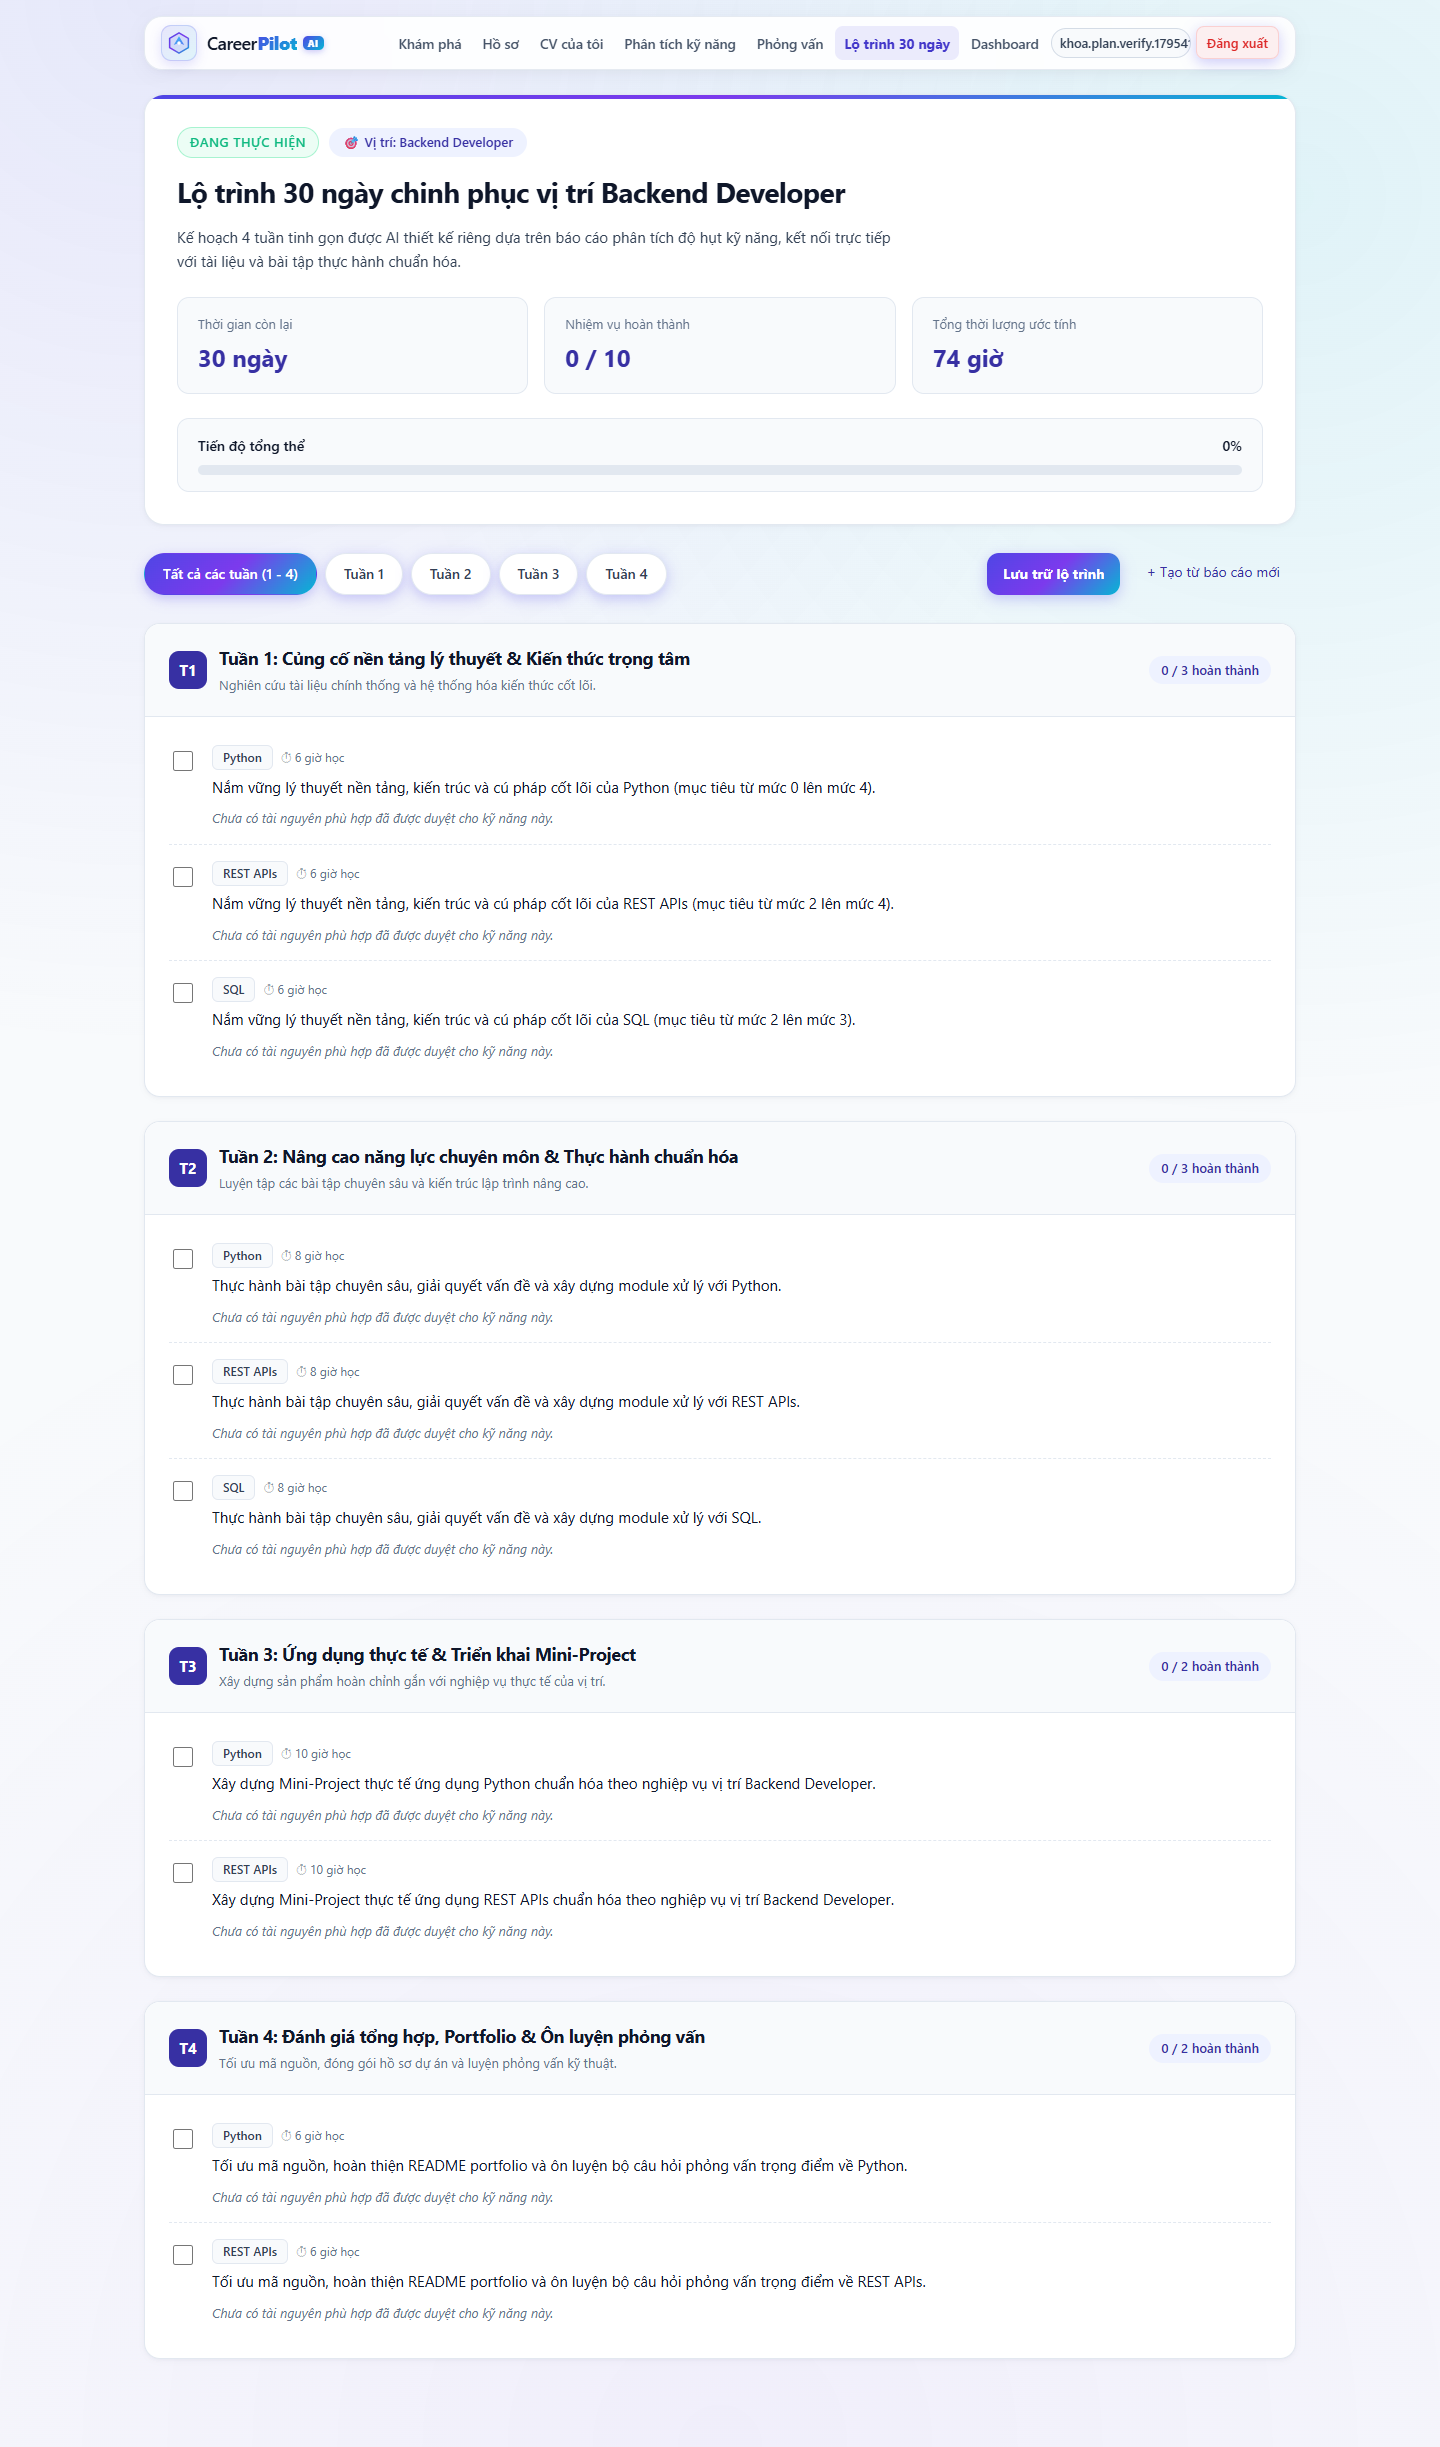 CareerPilot AI
Khám phá
Hồ sơ
CV của tôi
Phân tích kỹ năng
Phỏng vấn
Lộ trình 30 ngày
Dashboard
khoa.plan.verify.17954
Đăng xuất
ĐANG THỰC HIỆN
Vị trí: Backend Developer
Lộ trình 30 ngày chinh phục vị trí Backend Developer
Kế hoạch 4 tuần tinh gọn được AI thiết kế riêng dựa trên báo cáo phân tích độ hụt kỹ năng, kết nối trực tiếp
với tài liệu và bài tập thực hành chuẩn hóa.
Thời gian còn lại
30 ngày
Nhiệm vụ hoàn thành
0 / 10
Tổng thời lượng ước tính
74 giờ
Tiến độ tổng thể
0%
Tất cả các tuần (1 - 4)
Tuần 1
Tuần 2
Tuần 3
Tuần 4
Lưu trữ lộ trình
+ Tạo từ báo cáo mới
T1
Tuần 1: Củng cố nền tảng lý thuyết & Kiến thức trọng tâm
Nghiên cứu tài liệu chính thống và hệ thống hóa kiến thức cốt lõi.
0 / 3 hoàn thành
Python
6 giờ học
Nắm vững lý thuyết nền tảng, kiến trúc và cú pháp cốt lõi của Python (mục tiêu từ mức 0 lên mức 4).
Chưa có tài nguyên phù hợp đã được duyệt cho kỹ năng này.
REST APIs
6 giờ học
Nắm vững lý thuyết nền tảng, kiến trúc và cú pháp cốt lõi của REST APIs (mục tiêu từ mức 2 lên mức 4).
Chưa có tài nguyên phù hợp đã được duyệt cho kỹ năng này.
SQL
6 giờ học
Nắm vững lý thuyết nền tảng, kiến trúc và cú pháp cốt lõi của SQL (mục tiêu từ mức 2 lên mức 3).
Chưa có tài nguyên phù hợp đã được duyệt cho kỹ năng này.
T2
Tuần 2: Nâng cao năng lực chuyên môn & Thực hành chuẩn hóa
Luyện tập các bài tập chuyên sâu và kiến trúc lập trình nâng cao.
0 / 3 hoàn thành
Python
8 giờ học
Thực hành bài tập chuyên sâu, giải quyết vấn đề và xây dựng module xử lý với Python.
Chưa có tài nguyên phù hợp đã được duyệt cho kỹ năng này.
REST APIs
8 giờ học
Thực hành bài tập chuyên sâu, giải quyết vấn đề và xây dựng module xử lý với REST APIs.
Chưa có tài nguyên phù hợp đã được duyệt cho kỹ năng này.
SQL
8 giờ học
Thực hành bài tập chuyên sâu, giải quyết vấn đề và xây dựng module xử lý với SQL.
Chưa có tài nguyên phù hợp đã được duyệt cho kỹ năng này.
T3
Tuần 3: Ứng dụng thực tế & Triển khai Mini-Project
Xây dựng sản phẩm hoàn chỉnh gắn với nghiệp vụ thực tế của vị trí.
0 / 2 hoàn thành
Python
10 giờ học
Xây dựng Mini-Project thực tế ứng dụng Python chuẩn hóa theo nghiệp vụ vị trí Backend Developer.
Chưa có tài nguyên phù hợp đã được duyệt cho kỹ năng này.
REST APIs
10 giờ học
Xây dựng Mini-Project thực tế ứng dụng REST APIs chuẩn hóa theo nghiệp vụ vị trí Backend Developer.
Chưa có tài nguyên phù hợp đã được duyệt cho kỹ năng này.
T4
Tuần 4: Đánh giá tổng hợp, Portfolio & Ôn luyện phỏng vấn
Tối ưu mã nguồn, đóng gói hồ sơ dự án và luyện phỏng vấn kỹ thuật.
0 / 2 hoàn thành
Python
6 giờ học
Tối ưu mã nguồn, hoàn thiện README portfolio và ôn luyện bộ câu hỏi phỏng vấn trọng điểm về Python.
Chưa có tài nguyên phù hợp đã được duyệt cho kỹ năng này.
REST APIs
6 giờ học
Tối ưu mã nguồn, hoàn thiện README portfolio và ôn luyện bộ câu hỏi phỏng vấn trọng điểm về REST APIs.
Chưa có tài nguyên phù hợp đã được duyệt cho kỹ năng này.